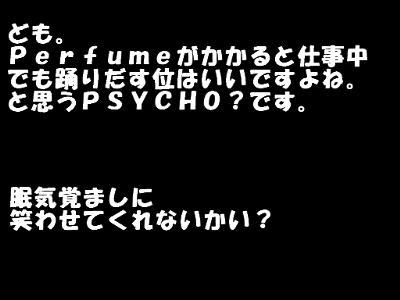 ども。
Ｐｅｒｆｕｍｅがかかると仕事中
でも踊りだす位はいいですよね。
と思うＰＳＹＣＨＯ？です。
眠気覚ましに
笑わせてくれないかい？